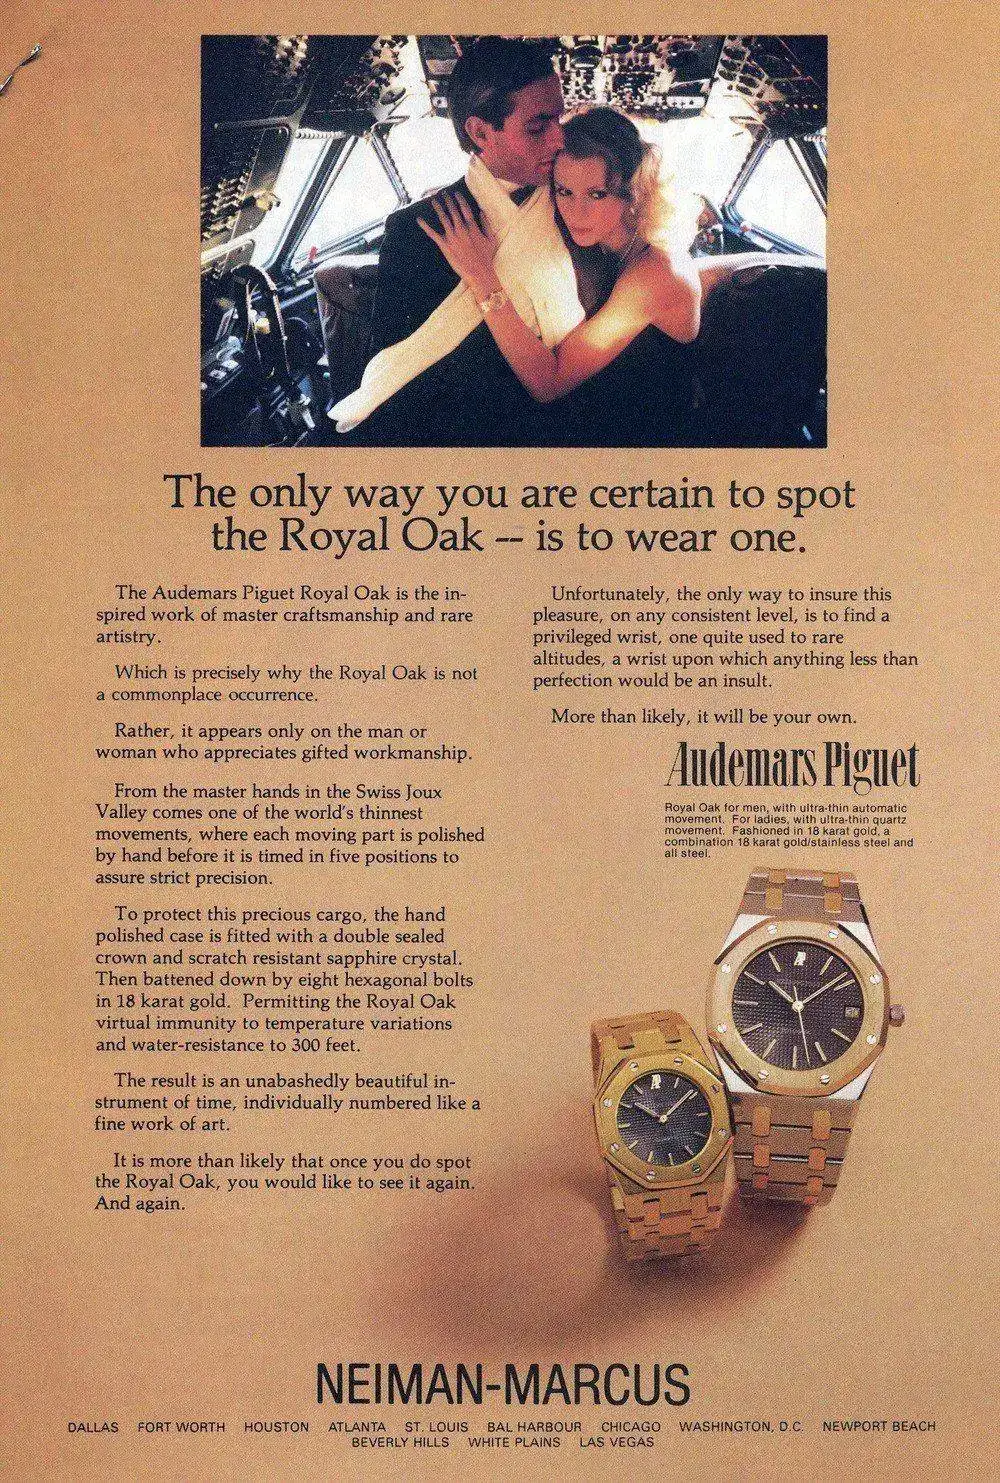 The only way you are certain to spot
the Royal Oak -- is to wear one.
The Audemars Piguet Royal Oak is the in-
spired work of master craftsmanship and rare
artistry.
Which is precisely why the Royal Oak is not
a commonplace occurrence.
Rather, it appears only on the man or
woman who appreciates gifted workmanship.
From the master hands in the Swiss Joux
Valley comes one of the world's thinnest
movements, where each moving part is polished
by hand before it is timed in five positions to
assure strict precision.
To protect this precious cargo, the hand
polished case is fitted with a double sealed
crown and scratch resistant sapphire crystal.
Then battened down by eight hexagonal bolts
in 18 karat gold. Permitting the Royal Oak
virtual immunity to temperature variations
and water-resistance to 300 feet.
The result is an unabashedly beautiful in-
strument of time, individually numbered like a
fine work of art.
It is more than likely that once you do spot
the Royal Oak, you would like to see it again.
And again.
Unfortunately, the only way to insure this
pleasure, on any consistent level, is to find a
privileged wrist, one quite used to rare
altitudes, a wrist upon which anything less than
perfection would be an insult.
More than likely, it will be your own.
Audemars Piguet
Royal Oak for men, with ultra-thin automatic
movement. For ladies, with ultra-thin quartz
movement. Fashioned in 18 karat gold, a
combination 18 karat gold/stainless steel and
all steel.
NEIMAN-MARCUS
DALLAS FORT WORTH HOUSTON ATLANTA ST. LOUIS BAL HARBOUR CHICAGO WASHINGTON, D.C. NEWPORT BEACH
BEVERLY HILLS WHITE PLAINS LAS VEGAS